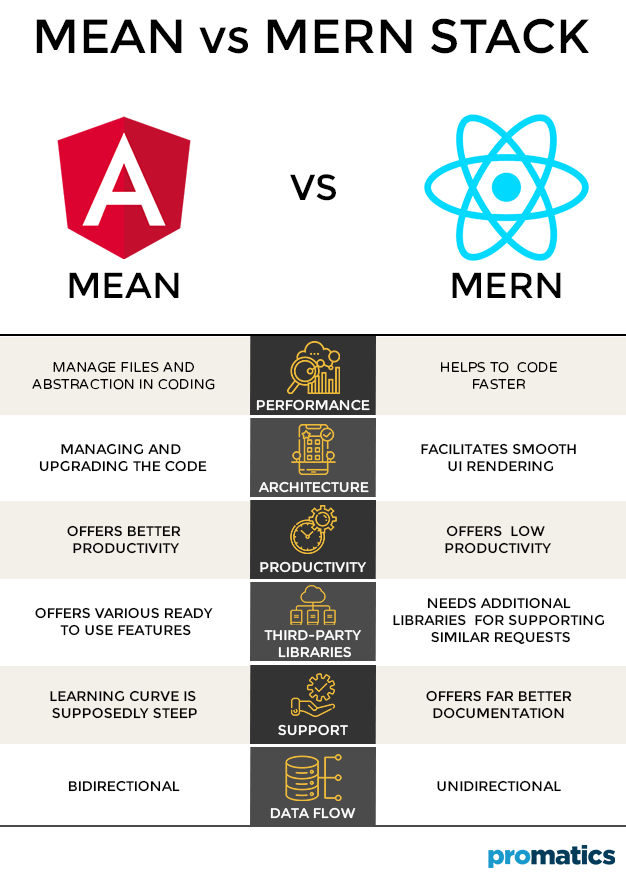 MEAN vs MERN STACK
A
VS
MEAN
MERN
MANAGE FILES AND
ABSTRACTION IN CODING
PERFORMANCE
HELPS TO CODE
FASTER
MANAGING AND
UPGRADING THE CODE
ARCHITECTURE
FACILITATES SMOOTH
UI RENDERING
OFFERS BETTER
PRODUCTIVITY
PRODUCTIVITY
OFFERS LOW
PRODUCTIVITY
OFFERS VARIOUS READY
TO USE FEATURES
THIRD-PARTY
LIBRARIES
NEEDS ADDITIONAL
LIBRARIES FOR SUPPORTING
SIMILAR REQUESTS
LEARNING CURVE IS
SUPPOSEDLY STEEP
SUPPORT
OFFERS FAR BETTER
DOCUMENTATION
BIDIRECTIONAL
DATA FLOW
UNIDIRECTIONAL
promatics